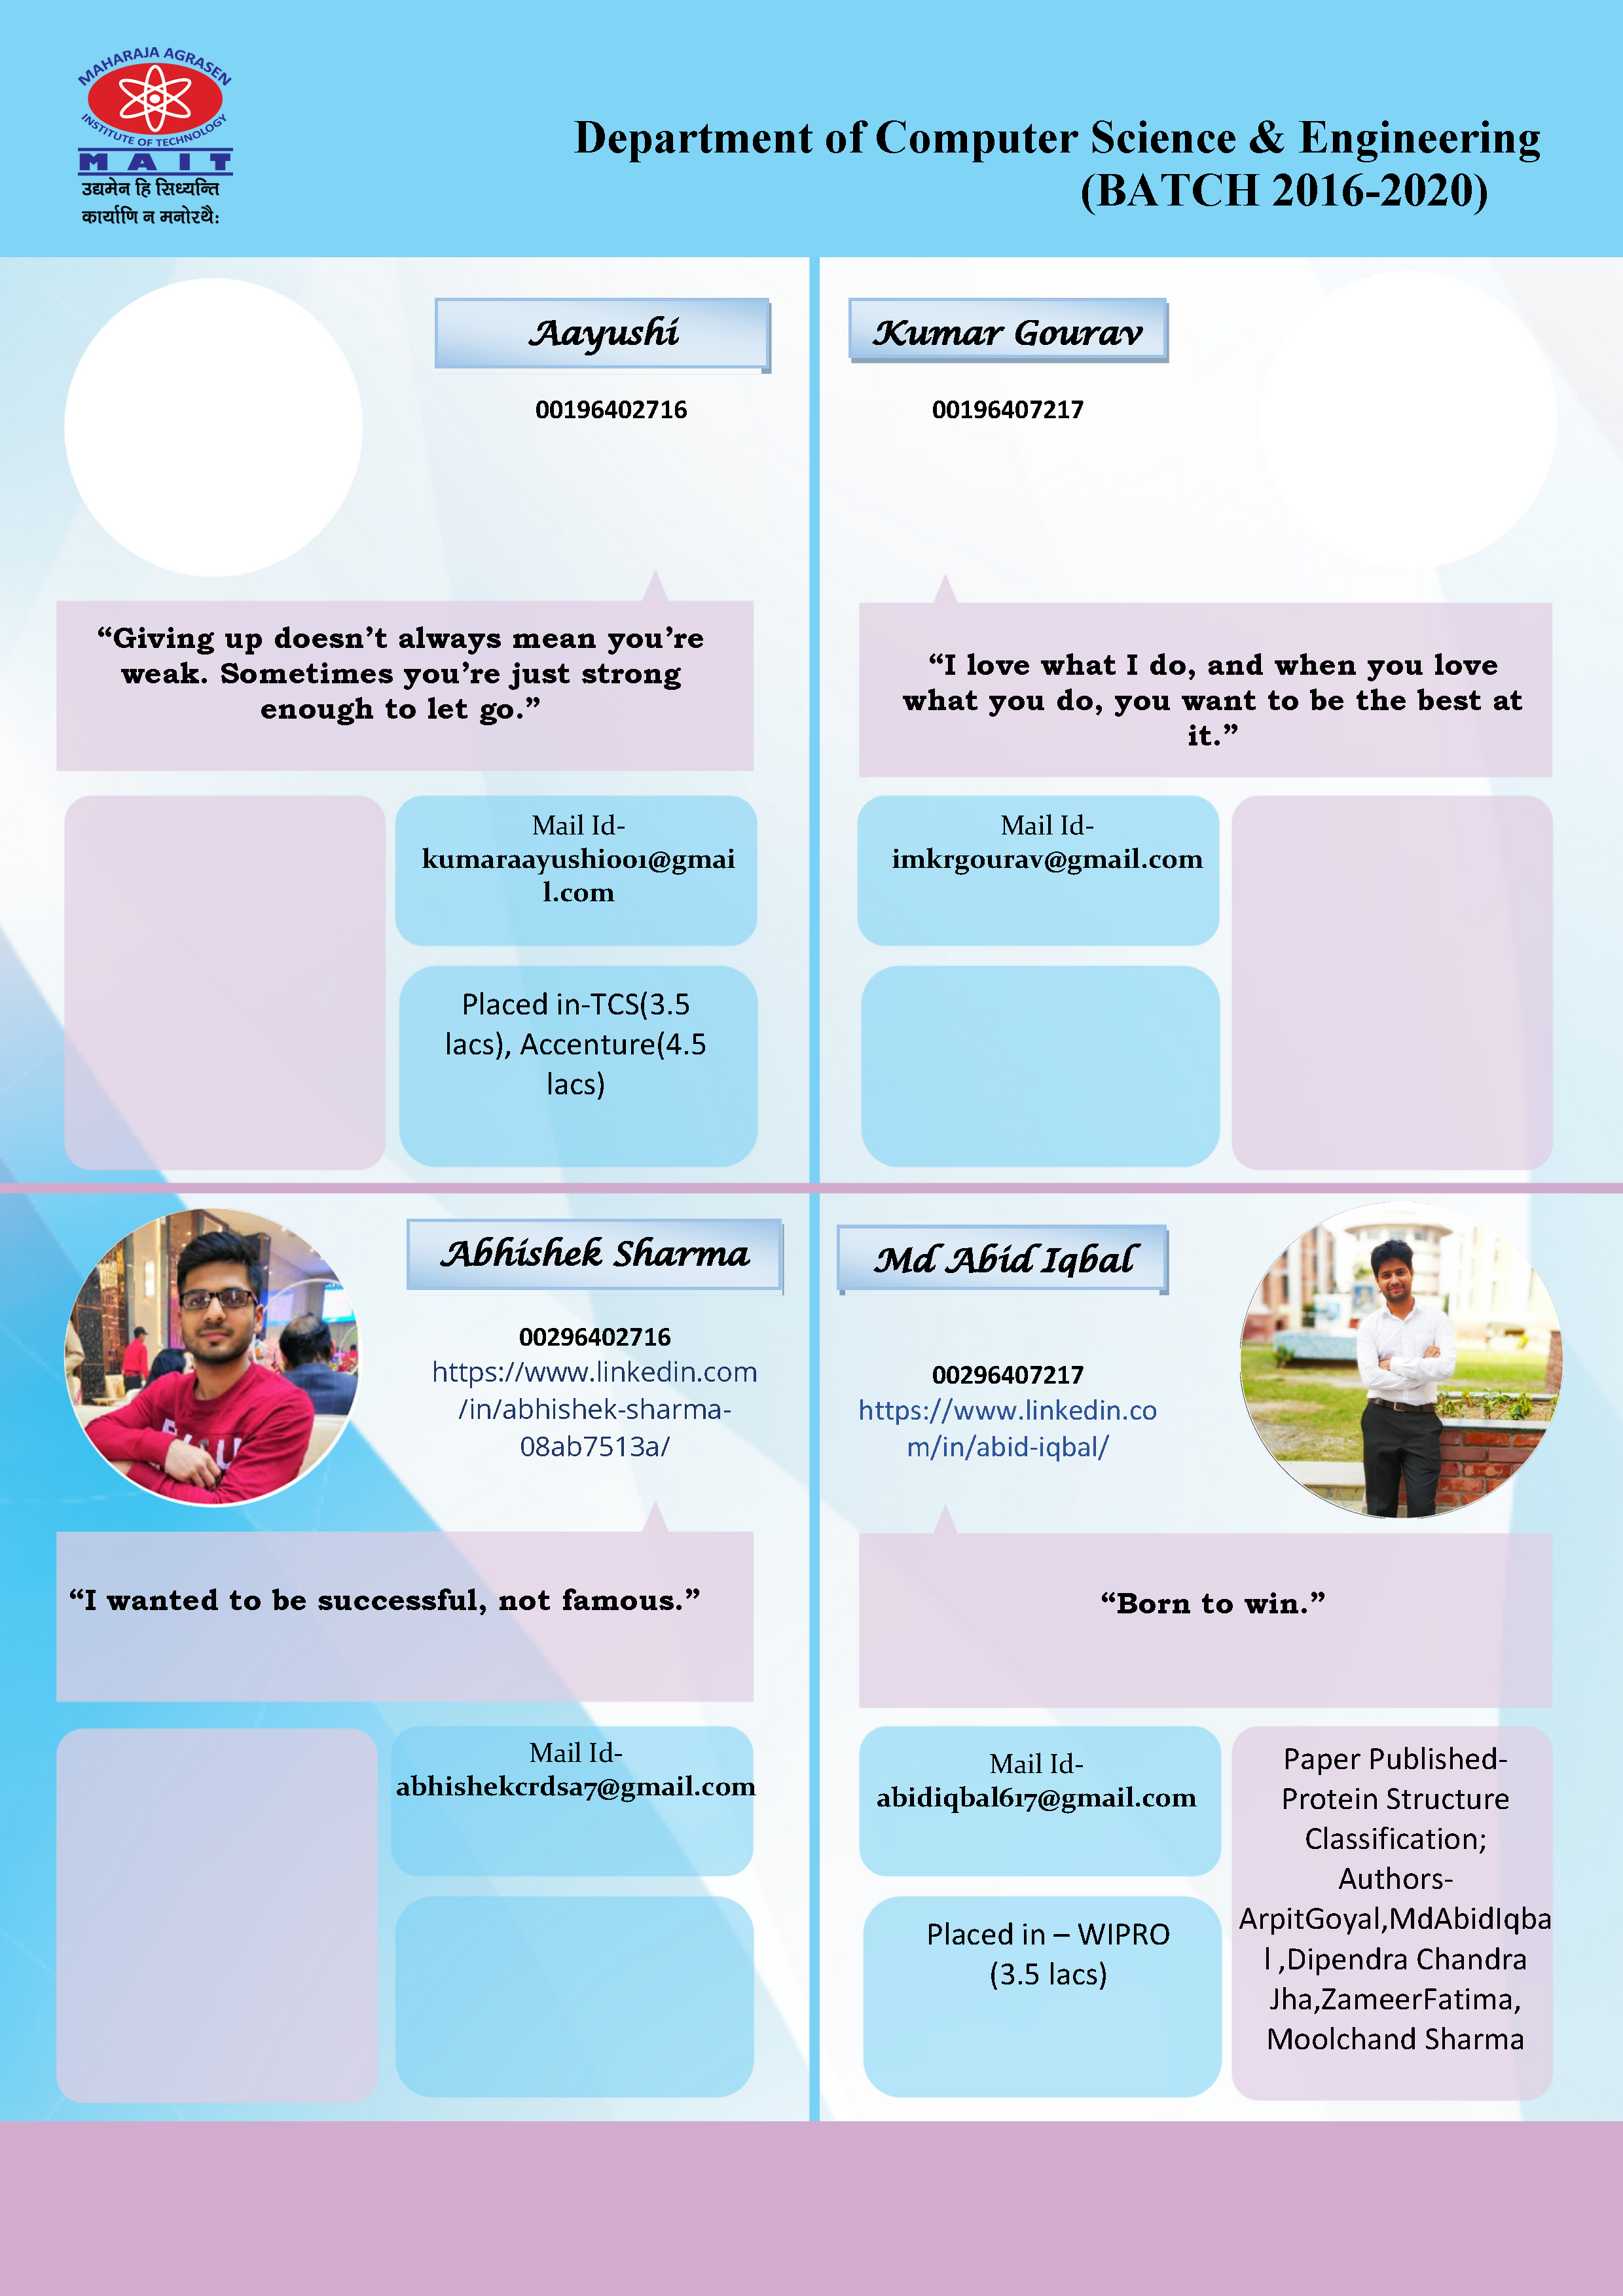 MAHARAJA AGRASEN
INSTITUTE OF TECHNOLOGY
MAIT
उद्यमेन हि सिध्यन्ति
कार्याणि न मनोरथैः
Department of Computer Science & Engineering
(BATCH 2016-2020)
Aayushi
00196402716
“Giving up doesn’t always mean you’re
weak. Sometimes you’re just strong
enough to let go.”
Mail Id-
kumaraayushi001@gmai
l.com
Placed in-TCS(3.5
lacs), Accenture(4.5
lacs)
Kumar Gourav
00196407217
“I love what I do, and when you love
what you do, you want to be the best at
it.”
Mail Id-
imkrgourav@gmail.com
Abhishek Sharma
00296402716
https://www.linkedin.com
/in/abhishek-sharma-
08ab7513a/
“I wanted to be successful, not famous.”
Mail Id-
abhishekcrdsa7@gmail.com
Md Abid Iqbal
00296407217
https://www.linkedin.co
m/in/abid-iqbal/
“Born to win.”
Mail Id-
abidiqbal617@gmail.com
Placed in – WIPRO
(3.5 lacs)
Paper Published-
Protein Structure
Classification;
Authors-
ArpitGoyal,MdAbidIqba
l ,Dipendra Chandra
Jha,ZameerFatima,
Moolchand Sharma